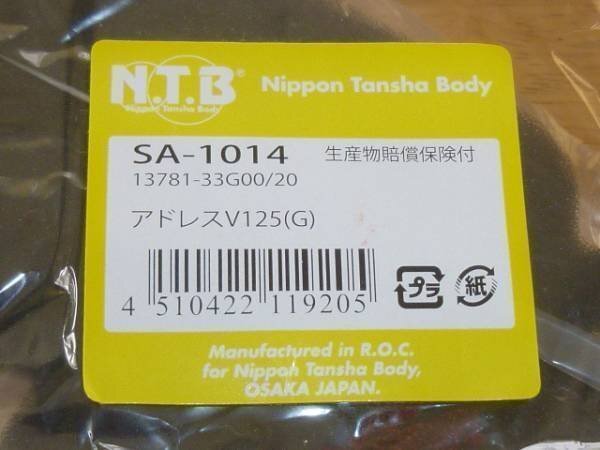 N.T.B®
Nippon Tansha Body
Nippon Tansha Body
SA-1014 生産物賠償保険付
13781-33G00/20
アドレスV125(G)
4 510422 119205
プラ 紙
Manufactured in R.O.C.
for Nippon Tansha Body,
OSAKA JAPAN.